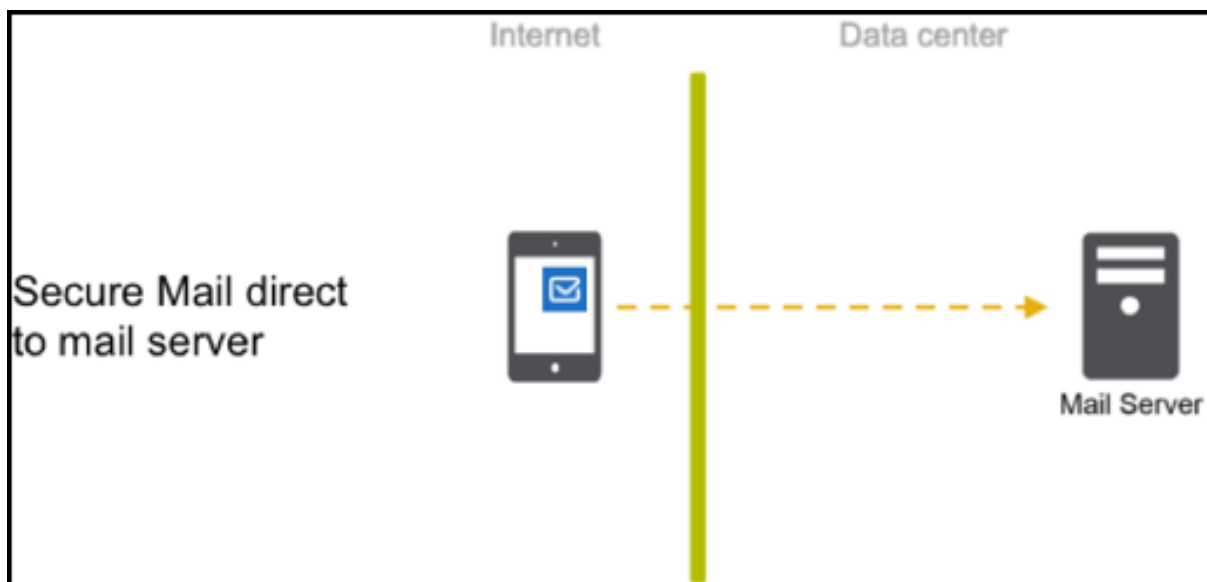 Internet
Data center
Secure Mail direct
to mail server
Mail Server